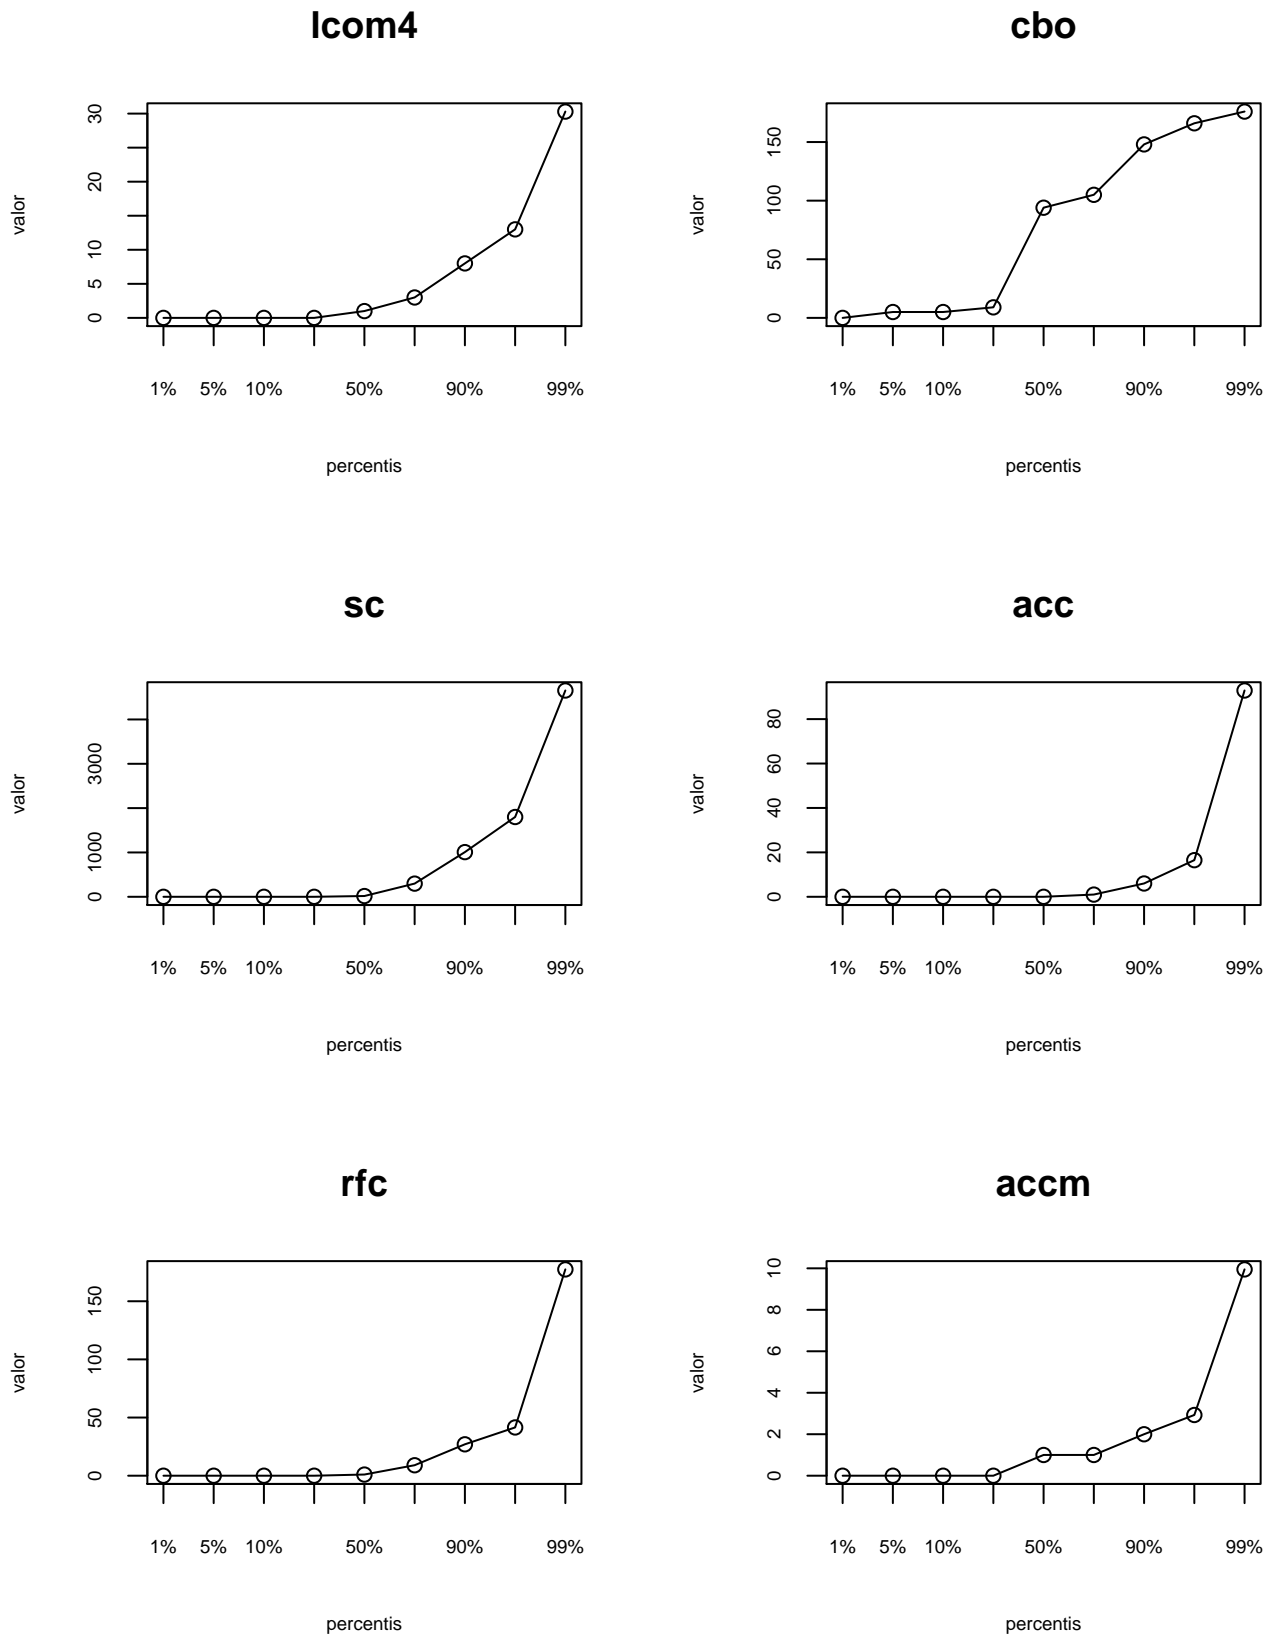 lcom4
valor
0 5 10 20 30
1% 5% 10% 50% 90% 99%
percentis
cbo
valor
0 50 100 150
1% 5% 10% 50% 90% 99%
percentis
sc
valor
0 1000 3000
1% 5% 10% 50% 90% 99%
percentis
acc
valor
0 20 40 60 80
1% 5% 10% 50% 90% 99%
percentis
rfc
valor
0 50 100 150
1% 5% 10% 50% 90% 99%
percentis
accm
valor
0 2 4 6 8 10
1% 5% 10% 50% 90% 99%
percentis